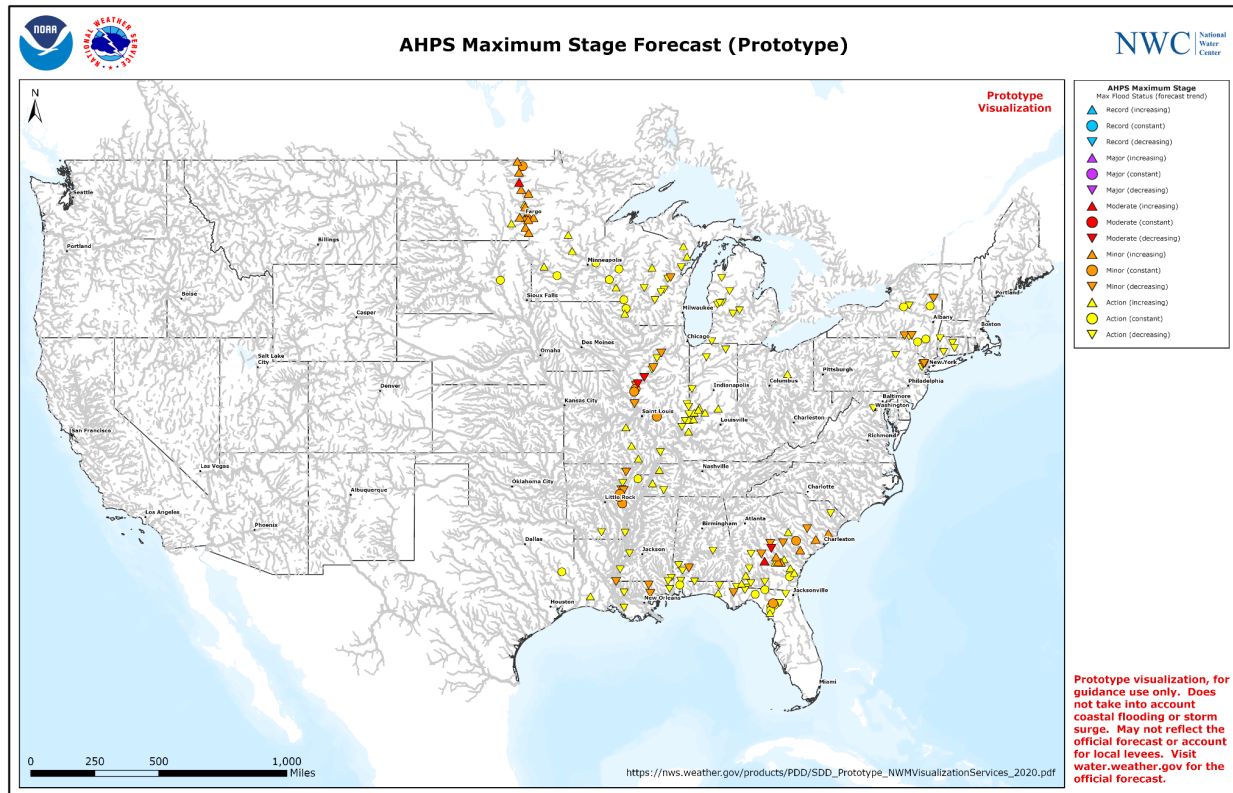 NOAA
NATIONAL WEATHER SERVICE
AHPS Maximum Stage Forecast (Prototype)
NWC
National
Water
Center
N
Prototype
Visualization
Seattle
Portland
Billings
Boise
Casper
Salt Lake
City
Denver
San Francisco
Las Vegas
Los Angeles
Phoenix
Albuquerque
Fargo
Minneapolis
Sioux Falls
Milwaukee
Chicago
Des Moines
Omaha
Kansas City
Saint Louis
Indianapolis
Columbus
Pittsburgh
Louisville
Charleston
Albany
Portland
Boston
New York
Philadelphia
Baltimore
Washington
Richmond
Nashville
Charlotte
Oklahoma City
Little Rock
Birmingham
Atlanta
Charleston
Dallas
Jackson
Houston
New Orleans
Jacksonville
Miami
0 250 500 1,000
Miles
https://nws.weather.gov/products/PDD/SDD_Prototype_NWMVisualizationServices_2020.pdf
AHPS Maximum Stage
Max Flood Status (forecast trend)
Record (increasing)
Record (constant)
Record (decreasing)
Major (increasing)
Major (constant)
Major (decreasing)
Moderate (increasing)
Moderate (constant)
Moderate (decreasing)
Minor (increasing)
Minor (constant)
Minor (decreasing)
Action (increasing)
Action (constant)
Action (decreasing)
Prototype visualization, for
guidance use only. Does
not take into account
coastal flooding or storm
surge. May not reflect the
official forecast or account
for local levees. Visit
water.weather.gov for the
official forecast.